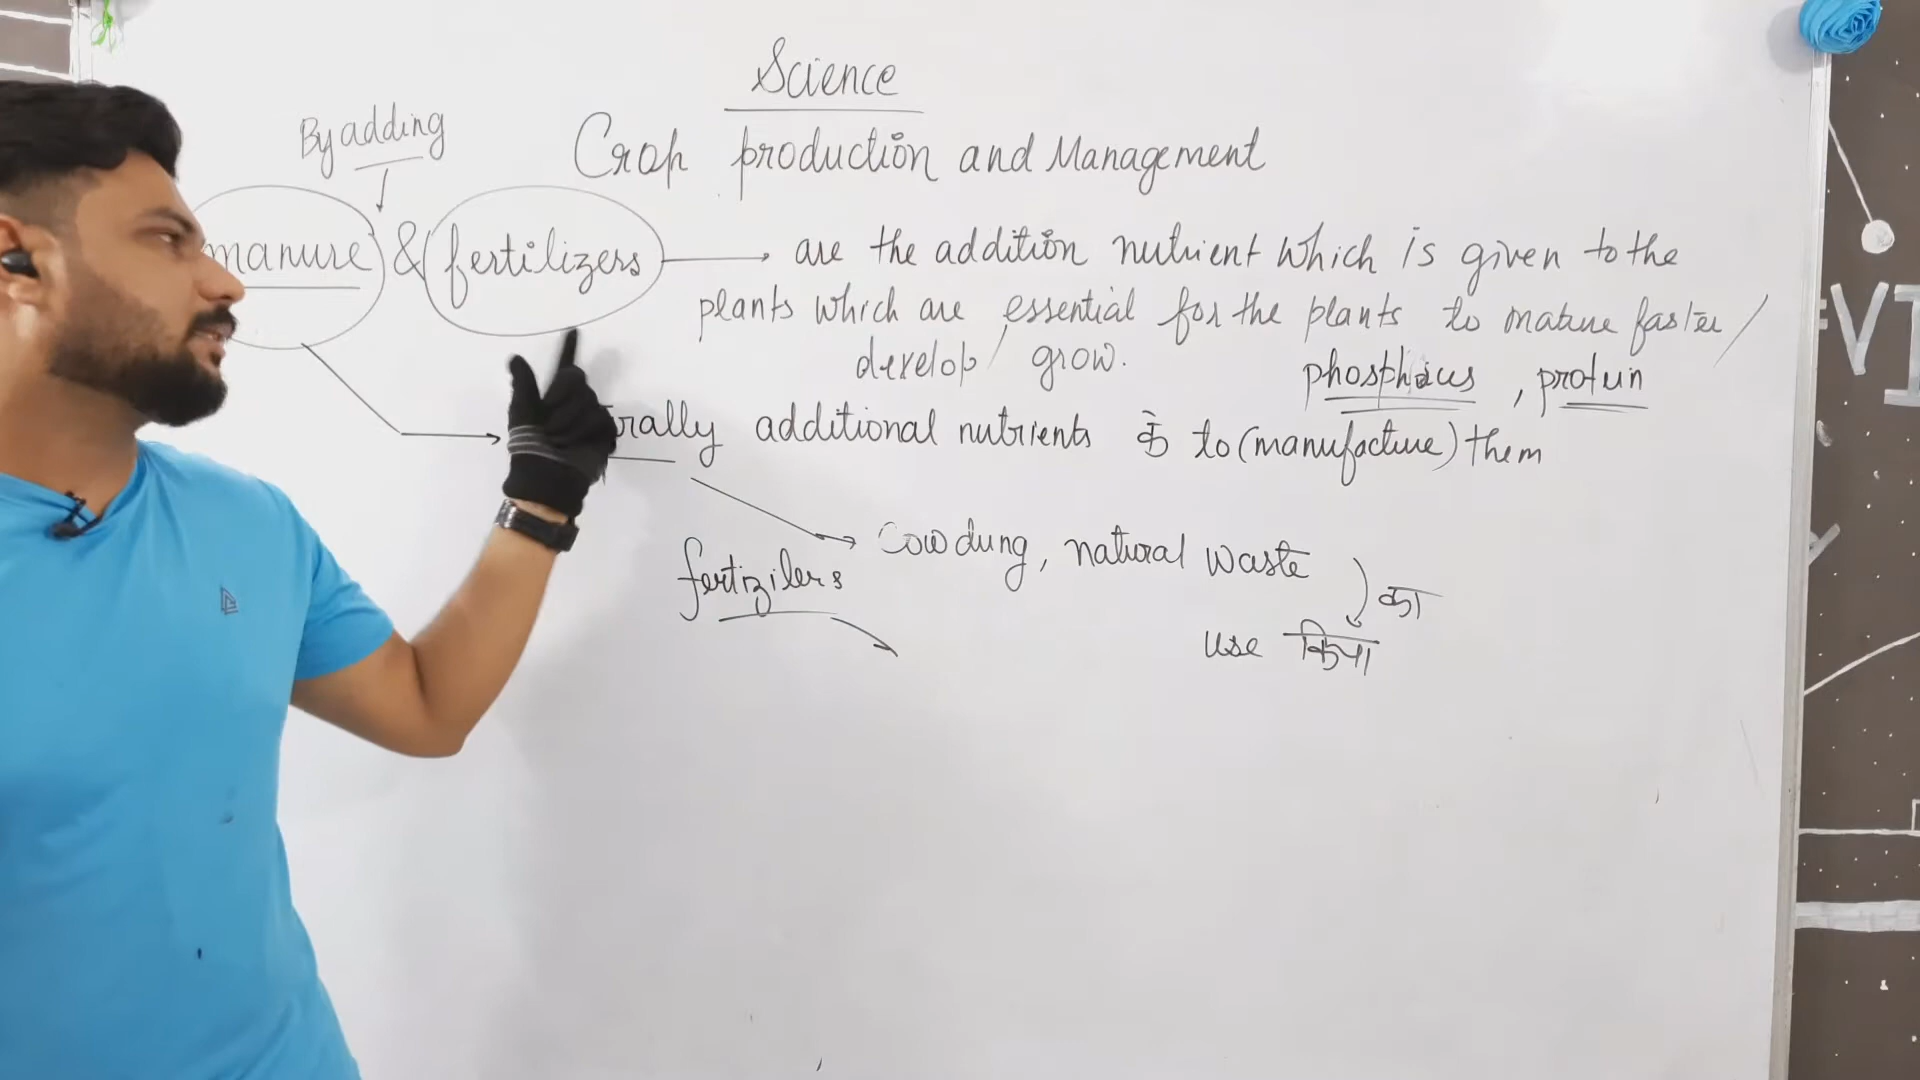 Science
By adding
Crop production and Management
manure & fertilizers → are the addition nutrient which is given to the
plants which are essential for the plants to mature faster /
develop / grow.
phosphorus , protein
rally additional nutrients के to (manufacture) them
cow dung, natural waste
fertizilers
का
use किया
VI